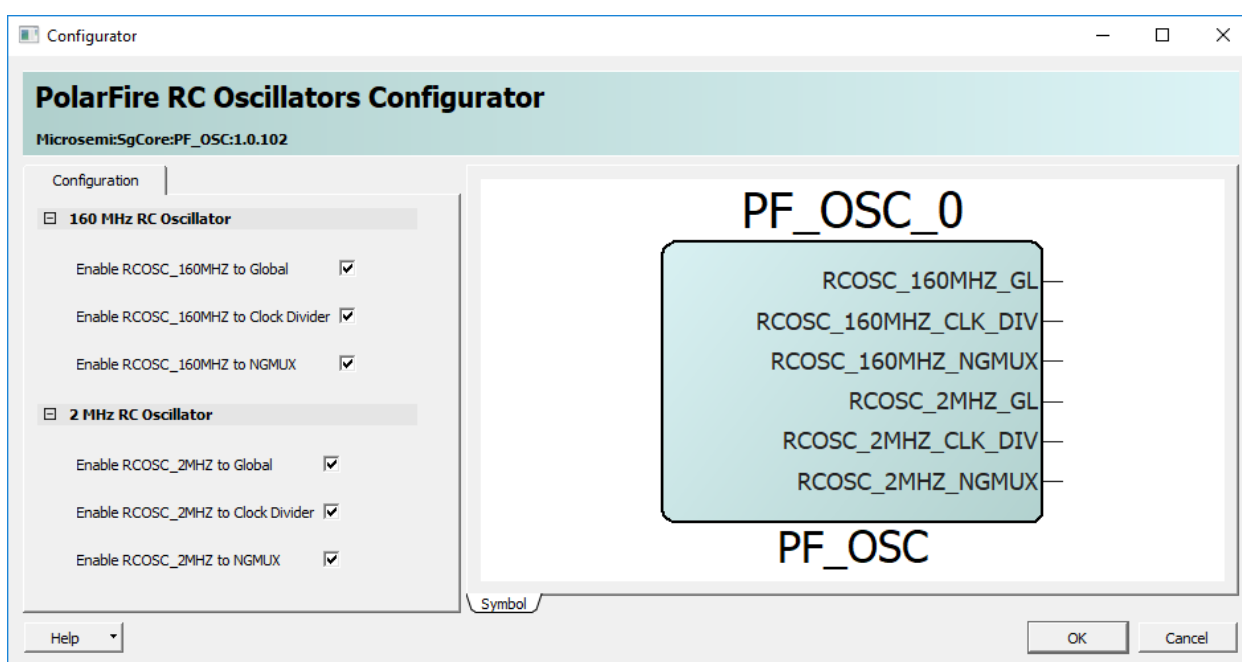 Configurator
PolarFire RC Oscillators Configurator
Microsemi:SgCore:PF_OSC:1.0.102
Configuration
160 MHz RC Oscillator
Enable RCOSC_160MHZ to Global
Enable RCOSC_160MHZ to Clock Divider
Enable RCOSC_160MHZ to NGMUX
2 MHz RC Oscillator
Enable RCOSC_2MHZ to Global
Enable RCOSC_2MHZ to Clock Divider
Enable RCOSC_2MHZ to NGMUX
PF_OSC_0
RCOSC_160MHZ_GL
RCOSC_160MHZ_CLK_DIV
RCOSC_160MHZ_NGMUX
RCOSC_2MHZ_GL
RCOSC_2MHZ_CLK_DIV
RCOSC_2MHZ_NGMUX
PF_OSC
Symbol
Help
OK
Cancel